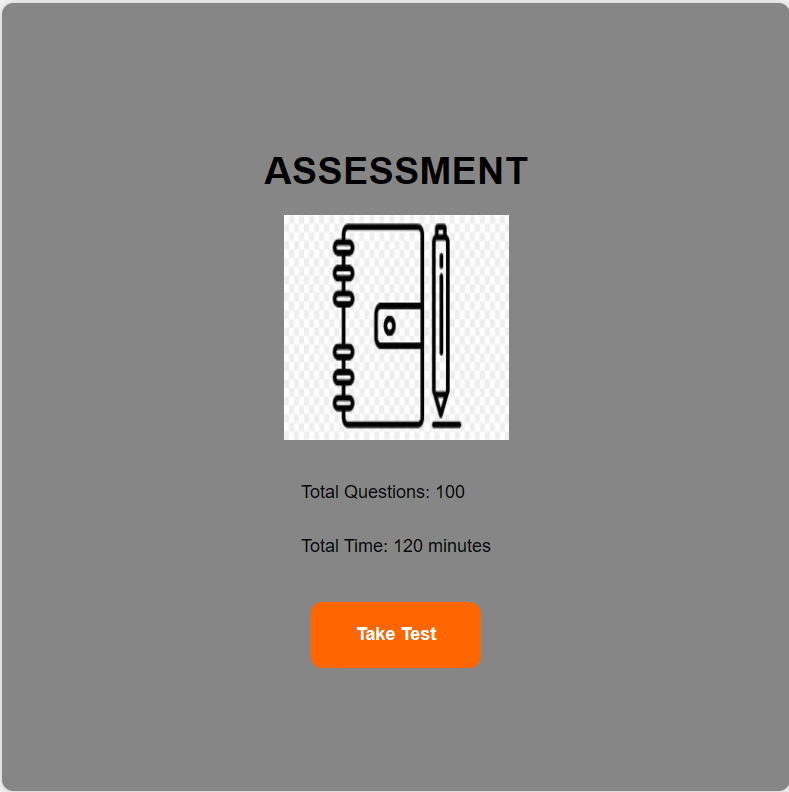 ASSESSMENT
Total Questions: 100
Total Time: 120 minutes
Take Test